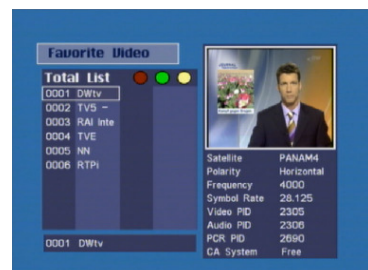 Favorite Video
Total List
0001 DWtv
0002 TV5 -
0003 RAI Inte
0004 TVE
0005 NN
0006 RTPi
0001 DWtv
Satellite PANAM4
Polarity Horizontal
Frequency 4000
Symbol Rate 28.125
Video PID 2305
Audio PID 2306
PCR PID 2690
CA System Free